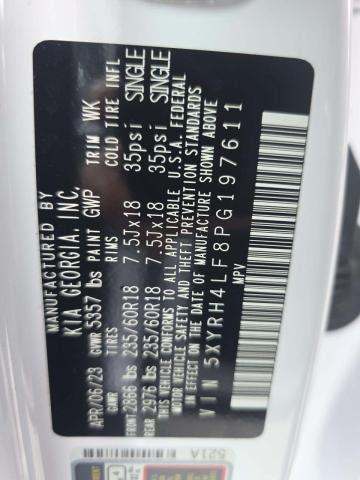 MANUFACTURED BY
KIA GEORGIA, INC.
APR/06/23 GVWR 5357 lbs PAINT GWP TRIM WK
GAWR TIRES RIMS COLD TIRE INFL
FRONT 2866 lbs 235/60R18 7.5Jx18 35psi SINGLE
REAR 2976 lbs 235/60R18 7.5Jx18 35psi SINGLE
THIS VEHICLE CONFORMS TO ALL APPLICABLE U.S.A. FEDERAL
MOTOR VEHICLE SAFETY AND THEFT PREVENTION STANDARDS
IN EFFECT ON THE DATE OF MANUFACTURE SHOWN ABOVE
VIN 5XYRH4LF8PG197611
MPV
521A